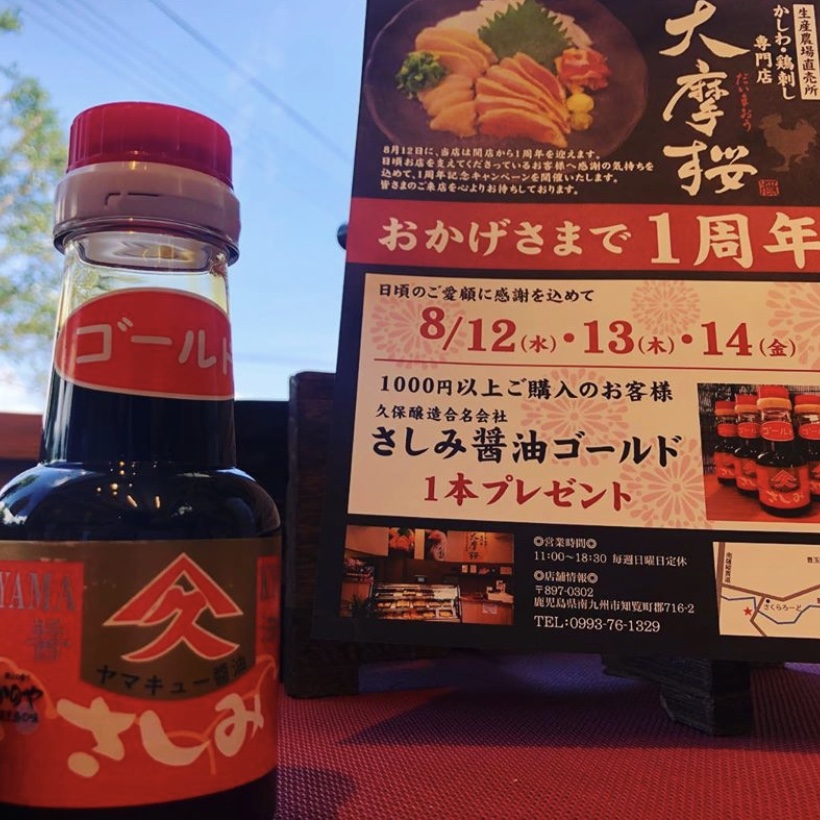 ゴールド
ヤマキュー醤油
さしみ
生産農場直売所
かしわ・鶏刺し
専門店
大摩桜
だいまおう
8月12日に、当店は開店から1周年を迎えます。
日頃お店を支えてくださっているお客様へ感謝の気持ちを
込めて、1周年記念キャンペーンを開催いたします。
皆さまのご来店を心よりお待ちしております。
おかげさまで1周年
日頃のご愛顧に感謝を込めて
8/12(水)・13(木)・14(金)
1000円以上ご購入のお客様
久保醸造合名会社
さしみ醤油ゴールド
1本プレゼント
◎営業時間◎
11:00〜18:30 毎週日曜日定休
◎店舗情報◎
〒897-0302
鹿児島県南九州市知覧町郡716-2
TEL:0993-76-1329
さくらろーど